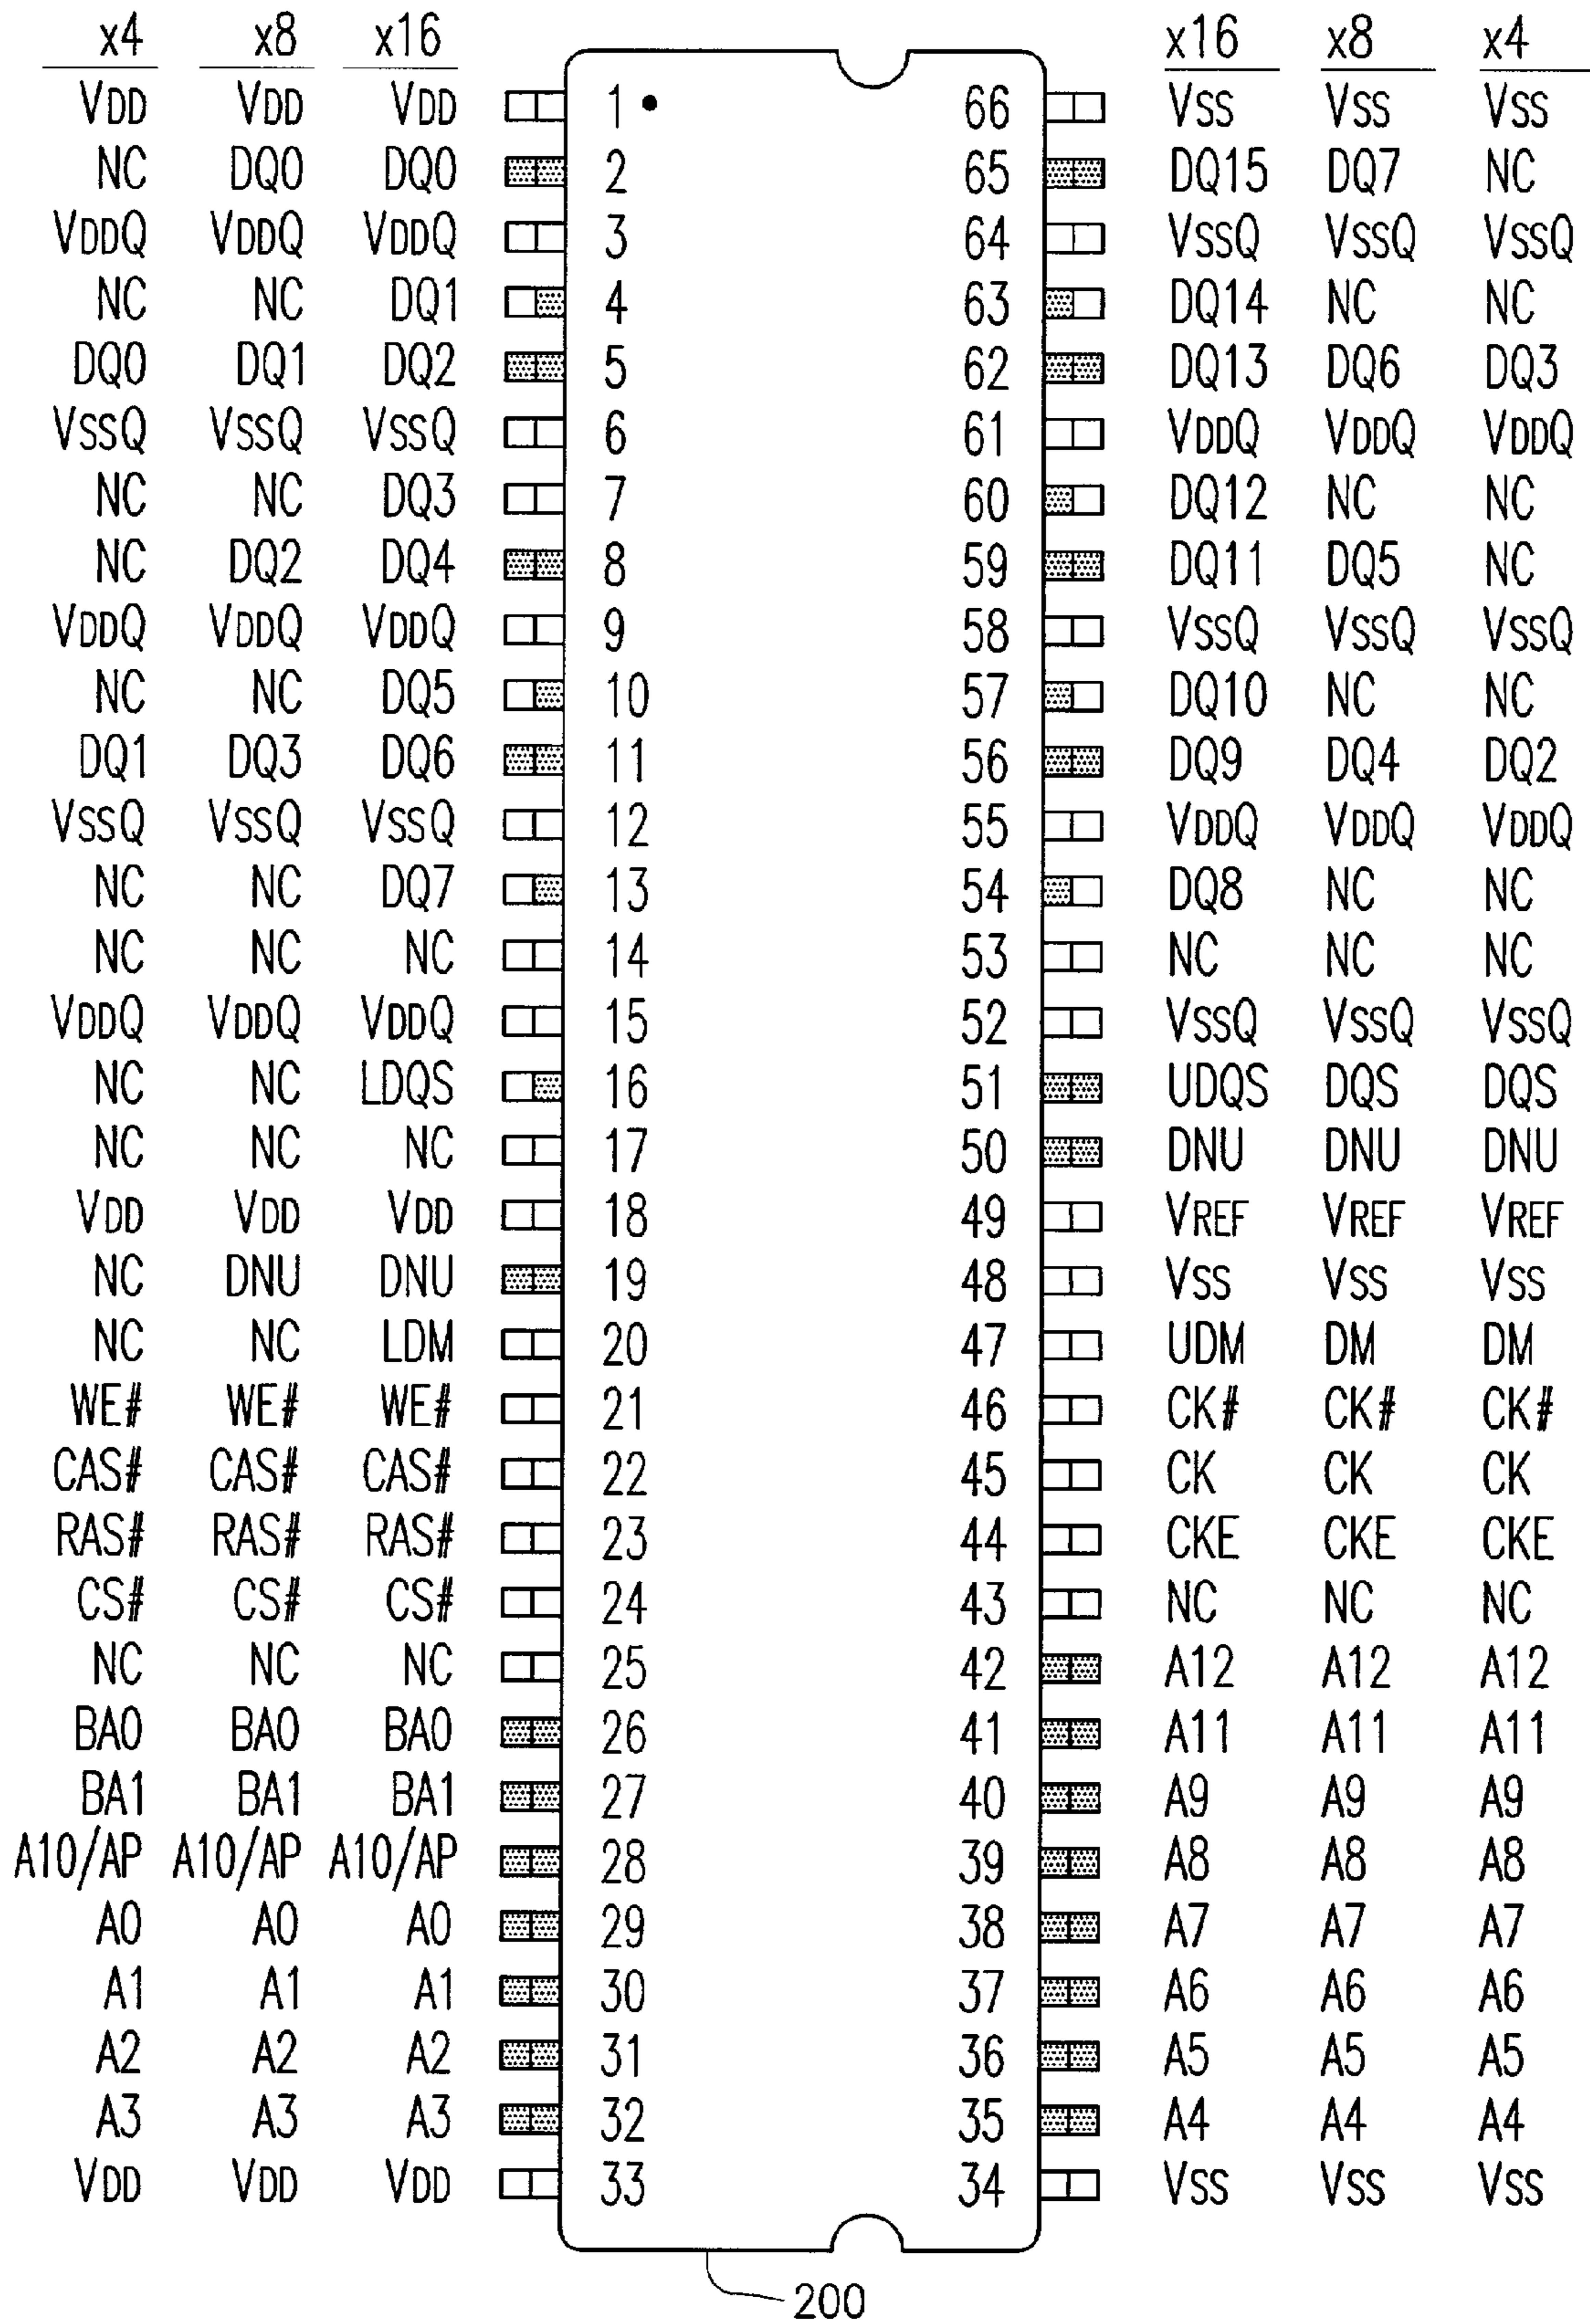 x4 x8 x16 x16 x8 x4
VDD VDD VDD 1 66 VSS VSS VSS
NC DQ0 DQ0 2 65 DQ15 DQ7 NC
VDDQ VDDQ VDDQ 3 64 VSSQ VSSQ VSSQ
NC NC DQ1 4 63 DQ14 NC NC
DQ0 DQ1 DQ2 5 62 DQ13 DQ6 DQ3
VSSQ VSSQ VSSQ 6 61 VDDQ VDDQ VDDQ
NC NC DQ3 7 60 DQ12 NC NC
NC DQ2 DQ4 8 59 DQ11 DQ5 NC
VDDQ VDDQ VDDQ 9 58 VSSQ VSSQ VSSQ
NC NC DQ5 10 57 DQ10 NC NC
DQ1 DQ3 DQ6 11 56 DQ9 DQ4 DQ2
VSSQ VSSQ VSSQ 12 55 VDDQ VDDQ VDDQ
NC NC DQ7 13 54 DQ8 NC NC
NC NC NC 14 53 NC NC NC
VDDQ VDDQ VDDQ 15 52 VSSQ VSSQ VSSQ
NC NC LDQS 16 51 UDQS DQS DQS
NC NC NC 17 50 DNU DNU DNU
VDD VDD VDD 18 49 VREF VREF VREF
NC DNU DNU 19 48 VSS VSS VSS
NC NC LDM 20 47 UDM DM DM
WE# WE# WE# 21 46 CK# CK# CK#
CAS# CAS# CAS# 22 45 CK CK CK
RAS# RAS# RAS# 23 44 CKE CKE CKE
CS# CS# CS# 24 43 NC NC NC
NC NC NC 25 42 A12 A12 A12
BA0 BA0 BA0 26 41 A11 A11 A11
BA1 BA1 BA1 27 40 A9 A9 A9
A10/AP A10/AP A10/AP 28 39 A8 A8 A8
A0 A0 A0 29 38 A7 A7 A7
A1 A1 A1 30 37 A6 A6 A6
A2 A2 A2 31 36 A5 A5 A5
A3 A3 A3 32 35 A4 A4 A4
VDD VDD VDD 33 34 VSS VSS VSS
200